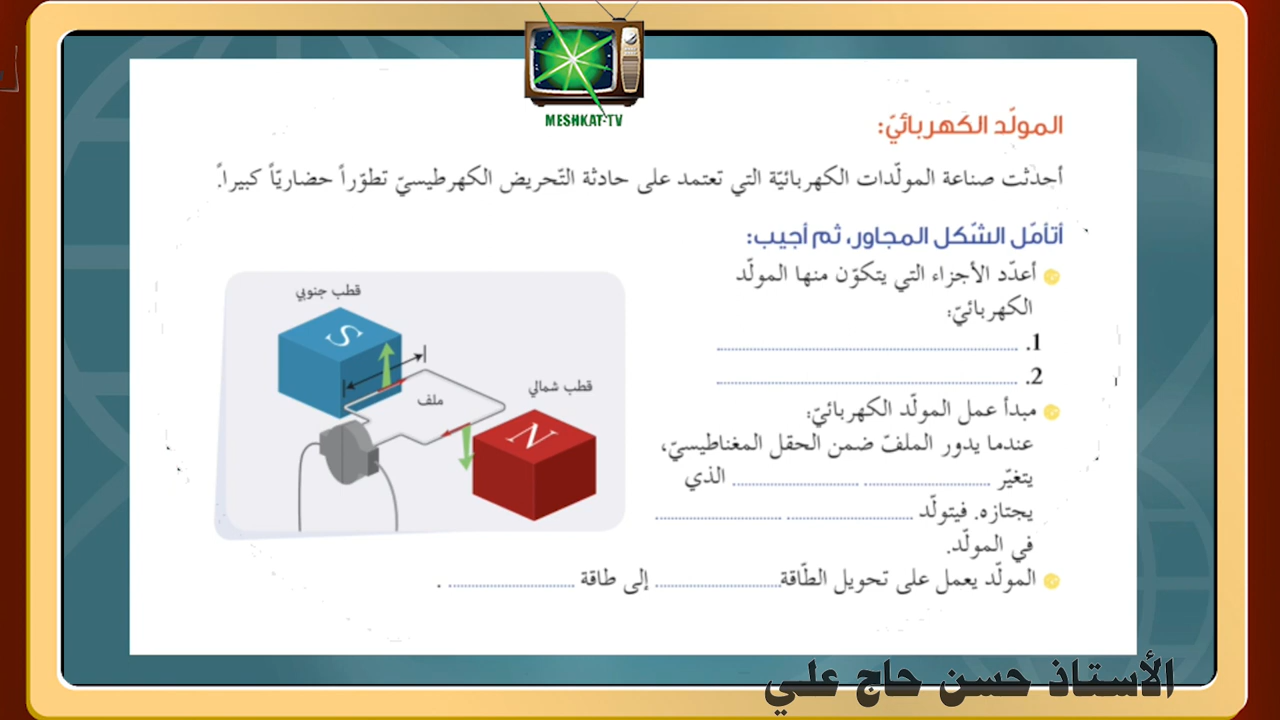 MESHKAT-TV
المولّد الكهربائيّ:
أحدثت صناعة المولّدات الكهربائيّة التي تعتمد على حادثة التّحريض الكهرطيسيّ تطوّراً حضاريّاً كبيراً.
أتأمّل الشّكل المجاور، ثم أجيب:
أعدّد الأجزاء التي يتكوّن منها المولّد
الكهربائيّ:
1. ........................
2. ........................
مبدأ عمل المولّد الكهربائيّ:
عندما يدور الملفّ ضمن الحقل المغناطيسيّ،
يتغيّر ............ ............ الذي
يجتازه. فيتولّد ............ ............
في المولّد.
المولّد يعمل على تحويل الطّاقة ............ إلى طاقة ............ .
قطب جنوبي
S
قطب شمالي
ملف
N
الأستاذ حسن حاج علي